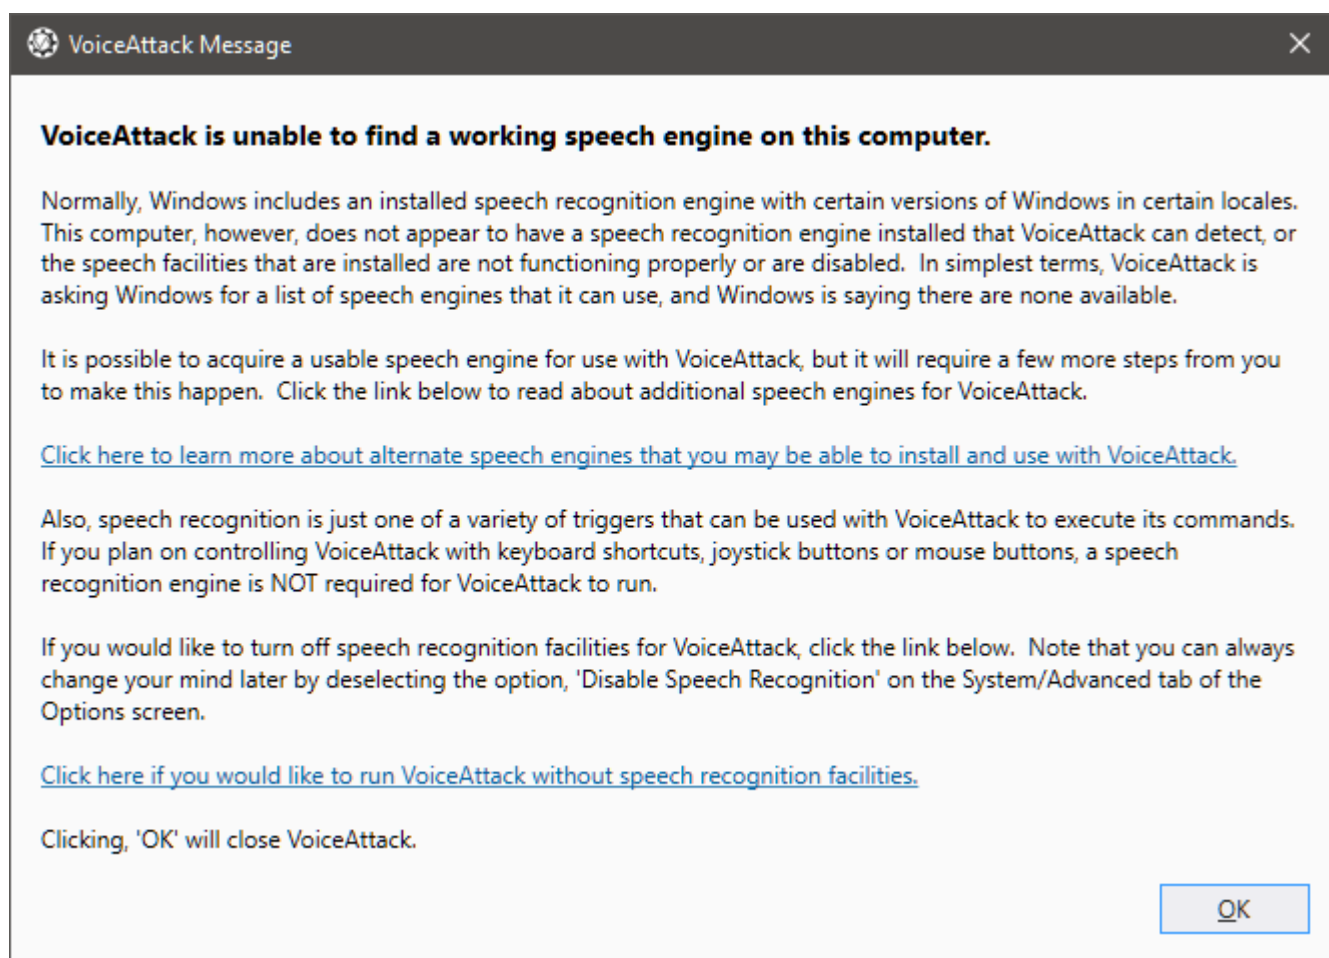 VoiceAttack Message
VoiceAttack is unable to find a working speech engine on this computer.
Normally, Windows includes an installed speech recognition engine with certain versions of Windows in certain locales.
This computer, however, does not appear to have a speech recognition engine installed that VoiceAttack can detect, or
the speech facilities that are installed are not functioning properly or are disabled.  In simplest terms, VoiceAttack is
asking Windows for a list of speech engines that it can use, and Windows is saying there are none available.
It is possible to acquire a usable speech engine for use with VoiceAttack, but it will require a few more steps from you
to make this happen.  Click the link below to read about additional speech engines for VoiceAttack.
Click here to learn more about alternate speech engines that you may be able to install and use with VoiceAttack.
Also, speech recognition is just one of a variety of triggers that can be used with VoiceAttack to execute its commands.
If you plan on controlling VoiceAttack with keyboard shortcuts, joystick buttons or mouse buttons, a speech
recognition engine is NOT required for VoiceAttack to run.
If you would like to turn off speech recognition facilities for VoiceAttack, click the link below.  Note that you can always
change your mind later by deselecting the option, 'Disable Speech Recognition' on the System/Advanced tab of the
Options screen.
Click here if you would like to run VoiceAttack without speech recognition facilities.
Clicking, 'OK' will close VoiceAttack.
OK